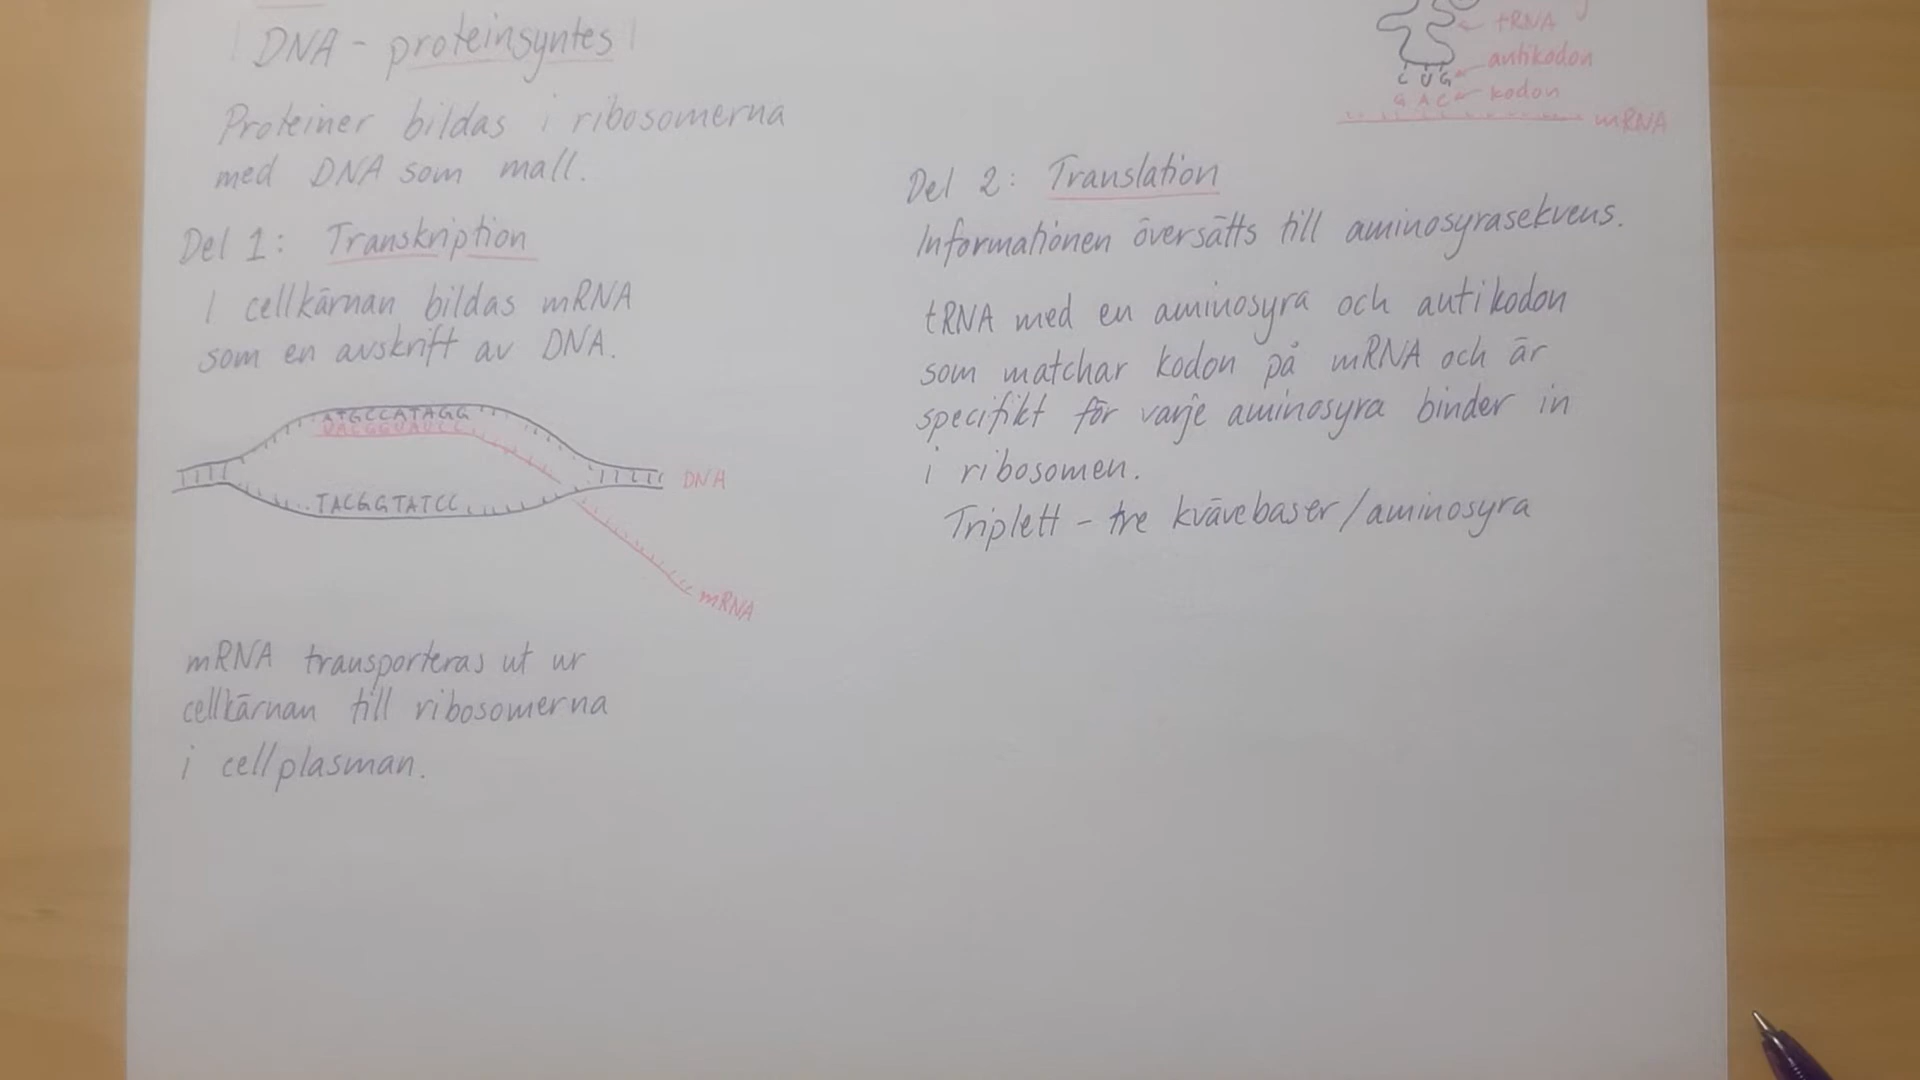 DNA - proteinsyntes
Proteiner bildas i ribosomerna
med DNA som mall.
Del 1: Transkription
I cellkärnan bildas mRNA
som en avskrift av DNA.
ATGCCATAGG
UACGGUAUCC
DNA
TACGGTATCC
mRNA
mRNA transporteras ut ur
cellkärnan till ribosomerna
i cellplasman.
tRNA
antikodon
C U G
G A C kodon
mRNA
Del 2: Translation
Informationen översätts till aminosyrasekvens.
tRNA med en aminosyra och antikodon
som matchar kodon på mRNA och är
specifikt för varje aminosyra binder in
i ribosomen.
Triplett - tre kvävebaser/aminosyra